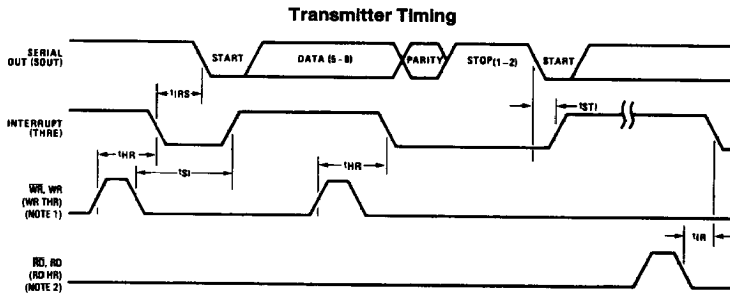 Transmitter Timing
SERIAL
OUT (SOUT)
START
DATA (5 - 8)
PARITY
STOP(1-2)
START
tIRS
tSTI
INTERRUPT
(THRE)
tHR
tSI
tHR
WR, WR
(WR THR)
(NOTE 1)
tIR
RD, RD
(RD HR)
(NOTE 2)